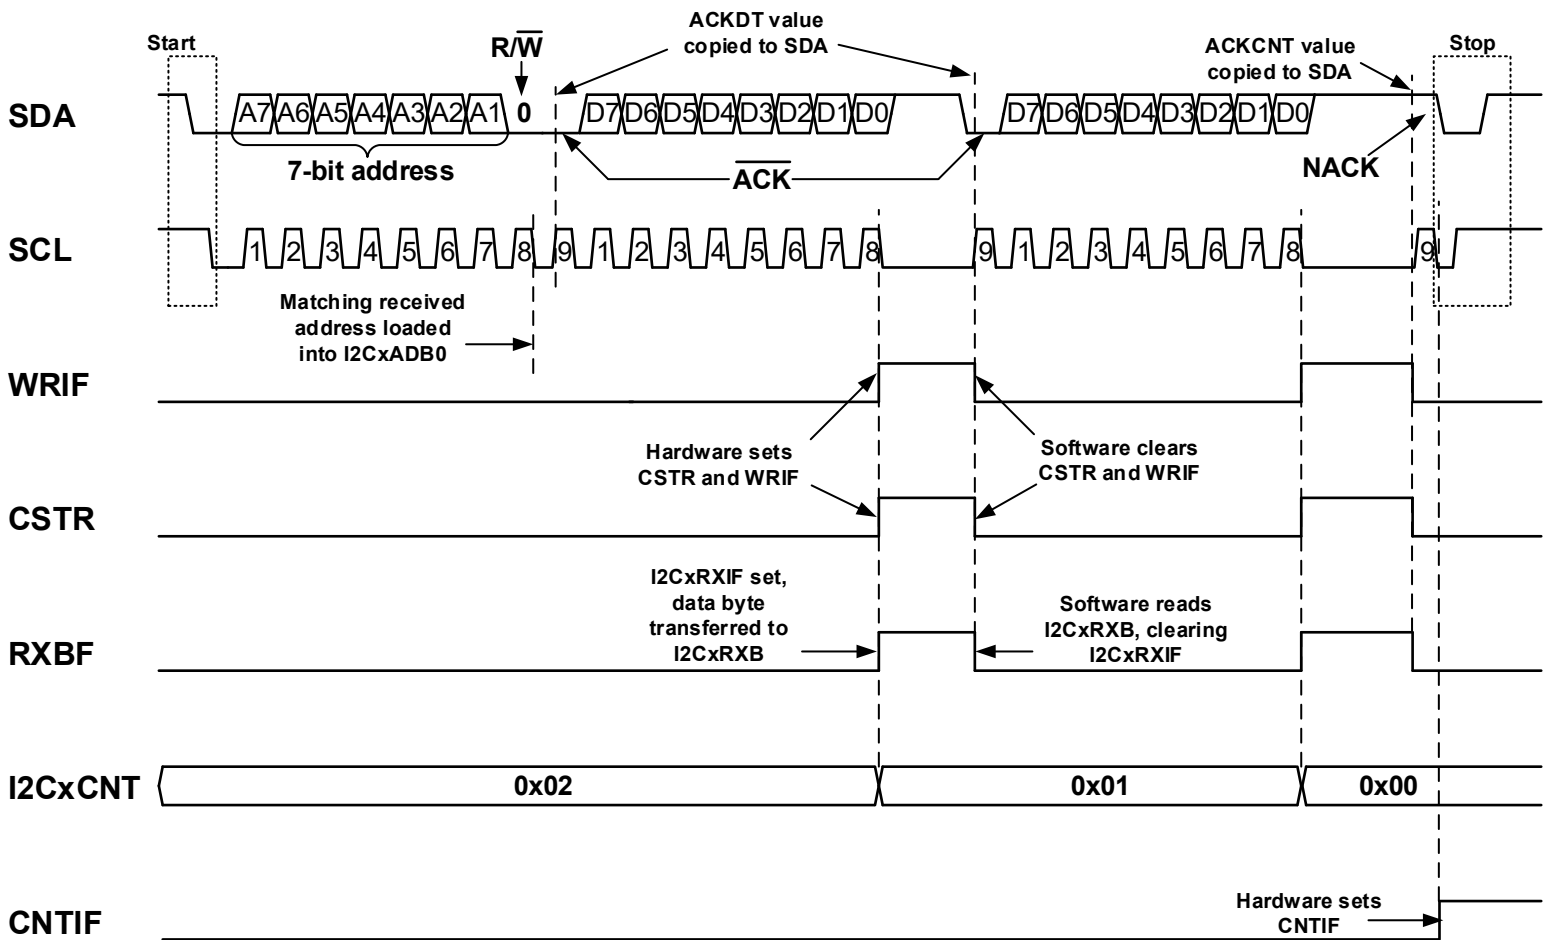 Start
R/W
ACKDT value
copied to SDA
ACKCNT value
copied to SDA
Stop
SDA
A7 A6 A5 A4 A3 A2 A1 0 D7 D6 D5 D4 D3 D2 D1 D0 D7 D6 D5 D4 D3 D2 D1 D0
7-bit address
ACK
NACK
SCL
1 2 3 4 5 6 7 8 9 1 2 3 4 5 6 7 8 9 1 2 3 4 5 6 7 8 9
Matching received
address loaded
into I2CxADB0
WRIF
Hardware sets
CSTR and WRIF
Software clears
CSTR and WRIF
CSTR
I2CxRXIF set,
data byte
transferred to
I2CxRXB
Software reads
I2CxRXB, clearing
I2CxRXIF
RXBF
I2CxCNT
0x02
0x01
0x00
Hardware sets
CNTIF
CNTIF